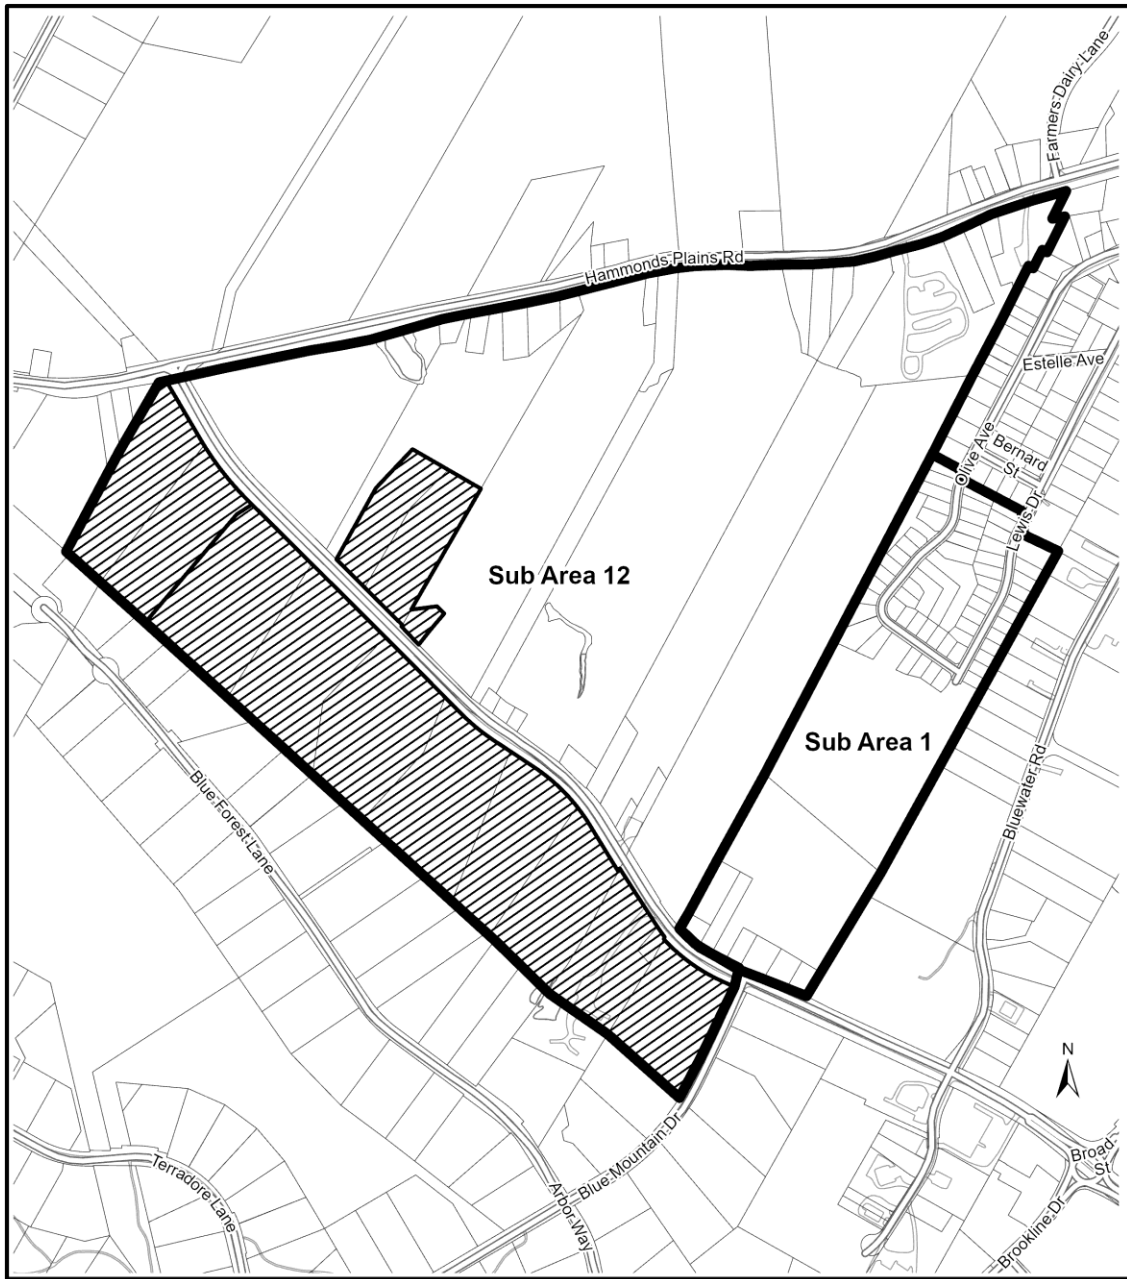 Farmers Dairy Lane
Hammonds Plains Rd
Estelle Ave
Olive Ave
Bernard
St
Lewis Dr
Sub Area 12
Sub Area 1
Bluewater Rd
Blue Forest Lane
N
Blue Mountain Dr
Broad
St
Terradore Lane
Arbor Way
Brookline Dr